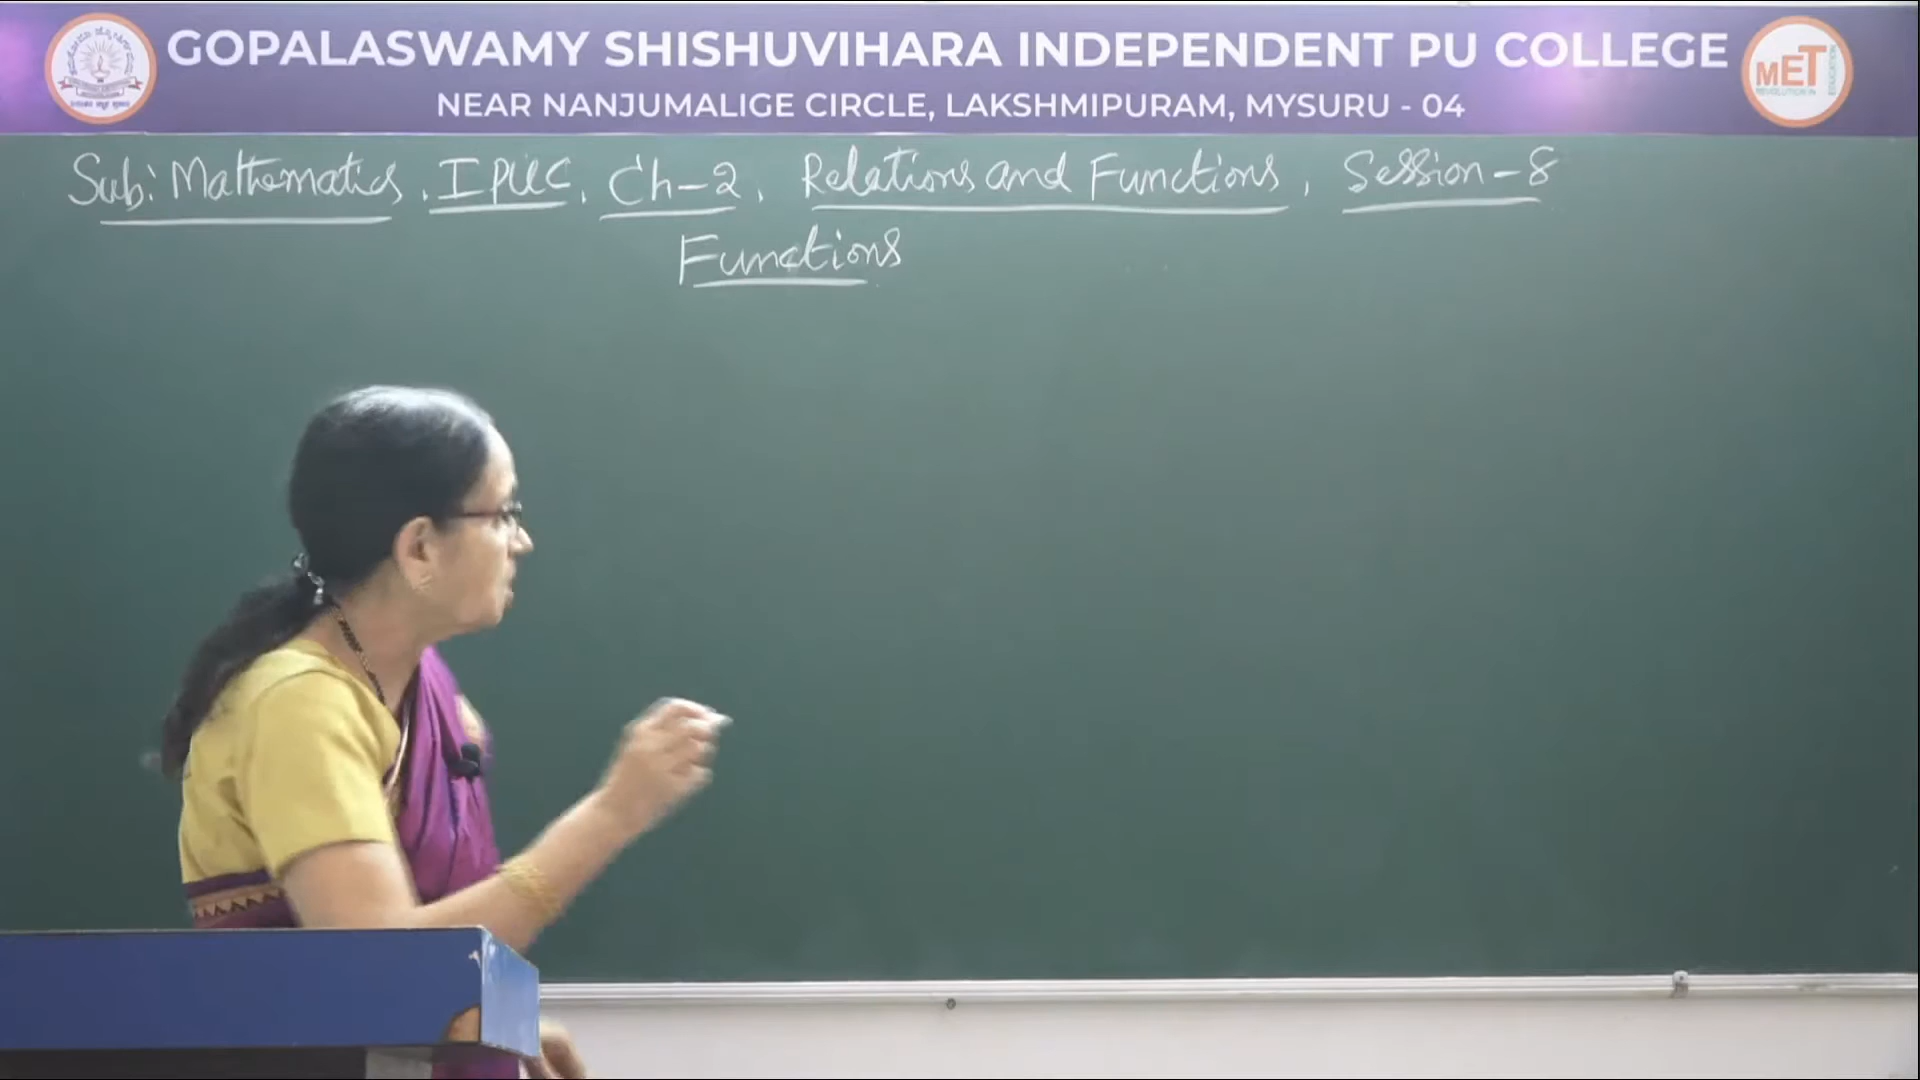 GOPALASWAMY SHISHUVIHARA INDEPENDENT PU COLLEGE
NEAR NANJUMALIGE CIRCLE, LAKSHMIPURAM, MYSURU - 04
MET
EDUCATION
Sub: Mathematics, I PUC, Ch-2, Relations and Functions, Session-8
Functions